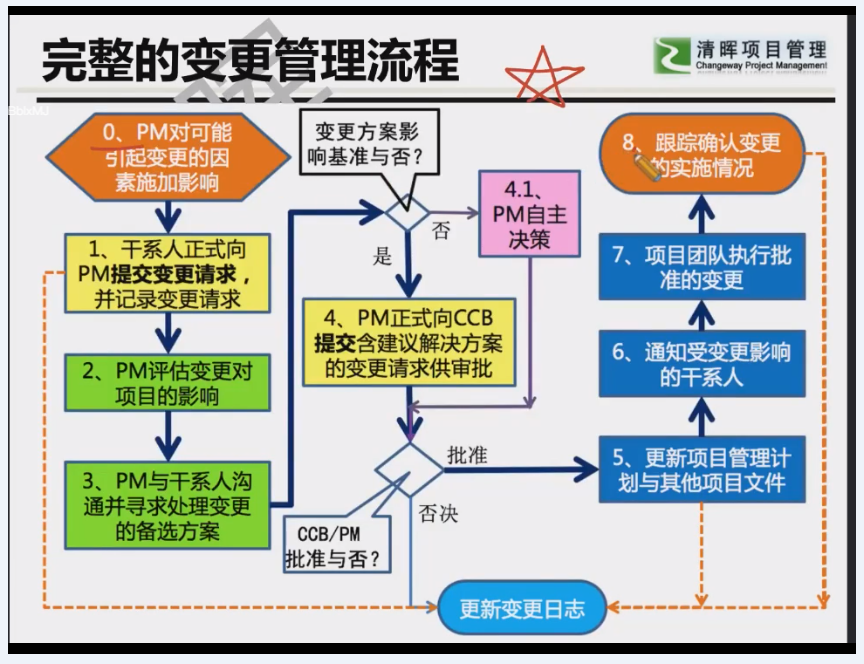 完整的变更管理流程
清晖项目管理
Changeway Project Management
0、PM对可能
引起变更的因
素施加影响
1、干系人正式向
PM提交变更请求，
并记录变更请求
2、PM评估变更对
项目的影响
3、PM与干系人沟
通并寻求处理变更
的备选方案
变更方案影
响基准与否？
否
是
4.1、
PM自主
决策
4、PM正式向CCB
提交含建议解决方案
的变更请求供审批
批准
否决
CCB/PM
批准与否？
5、更新项目管理计
划与其他项目文件
6、通知受变更影响
的干系人
7、项目团队执行批
准的变更
8、跟踪确认变更
的实施情况
更新变更日志